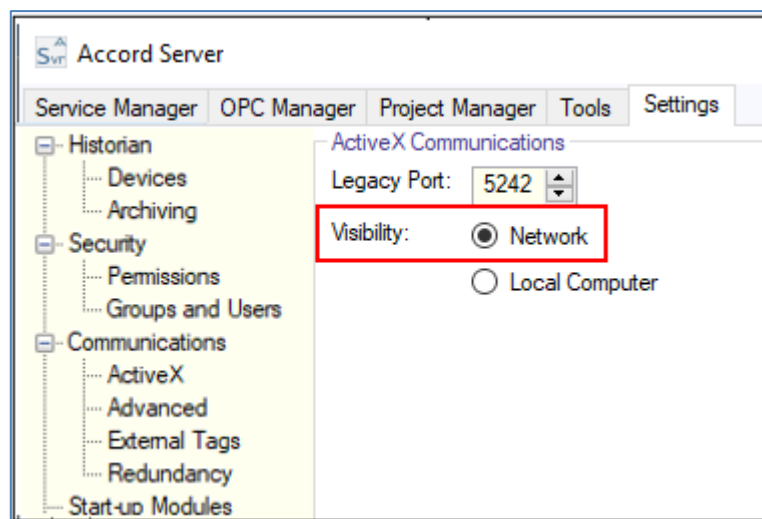 Svr Accord Server
Service Manager OPC Manager Project Manager Tools Settings
Historian
Devices
Archiving
Security
Permissions
Groups and Users
Communications
ActiveX
Advanced
External Tags
Redundancy
Start-up Modules
ActiveX Communications
Legacy Port: 5242
Visibility: Network
Local Computer